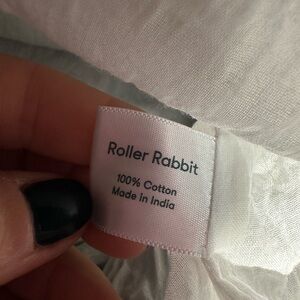 Roller Rabbit
100% Cotton
Made in India